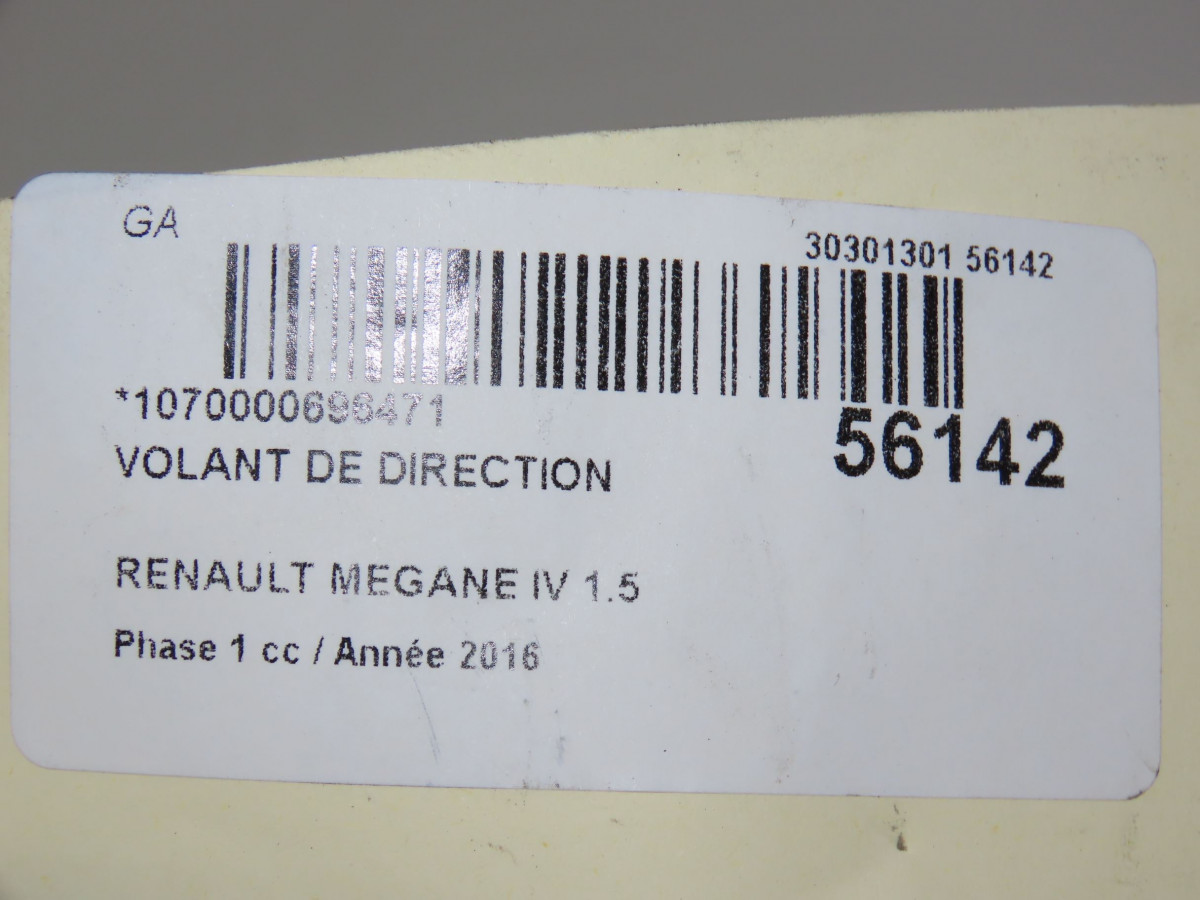 GA
30301301 56142
*1070000696471
56142
VOLANT DE DIRECTION
RENAULT MEGANE IV 1.5
Phase 1 cc / Année 2016